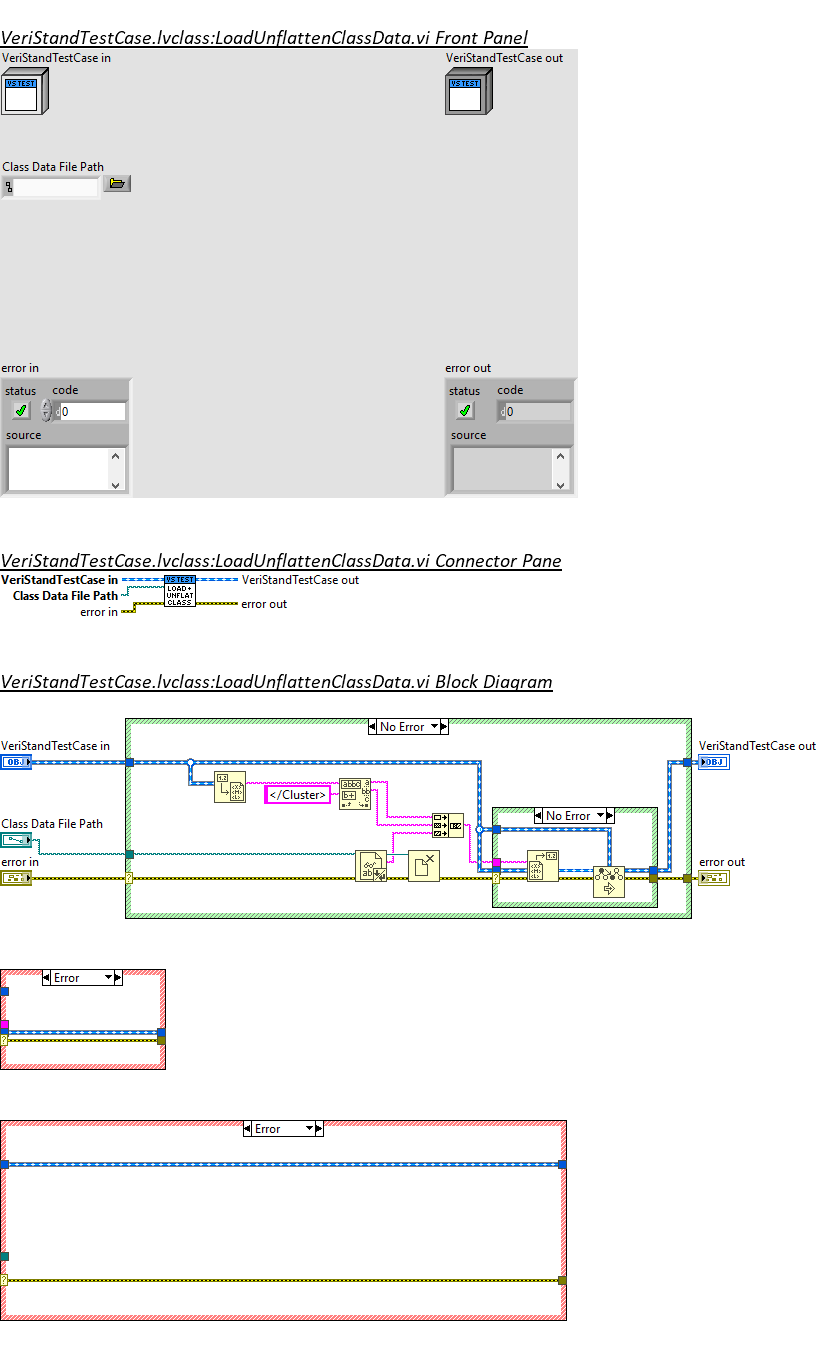 VeriStandTestCase.lvclass:LoadUnflattenClassData.vi Front Panel
VeriStandTestCase in
VeriStandTestCase out
VS TEST
VS TEST
Class Data File Path
error in
error out
status
code
status
code
0
0
source
source
VeriStandTestCase.lvclass:LoadUnflattenClassData.vi Connector Pane
VeriStandTestCase in
VS TEST
VeriStandTestCase out
Class Data File Path
LOAD+
UNFLAT
CLASS
error in
error out
VeriStandTestCase.lvclass:LoadUnflattenClassData.vi Block Diagram
No Error
VeriStandTestCase in
VeriStandTestCase out
OBJ
OBJ
</Cluster>
No Error
Class Data File Path
error in
error out
Error
Error